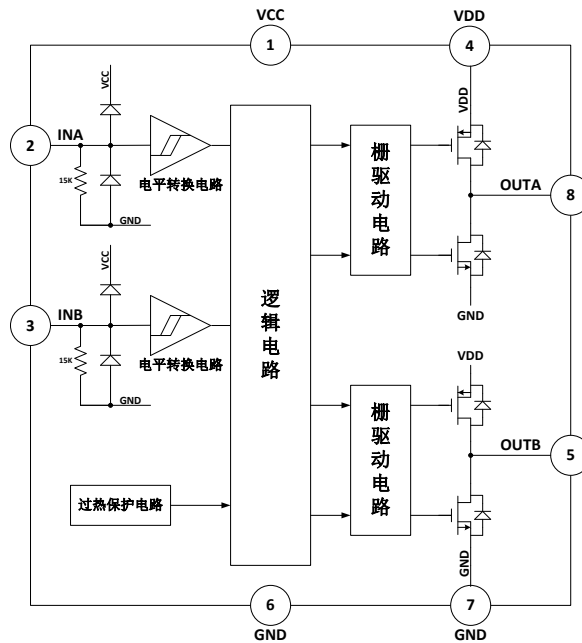 VCC
VDD
1
4
VCC
VDD
2
INA
15K
电平转换电路
GND
栅驱动电路
OUTA
8
VCC
GND
3
INB
15K
电平转换电路
GND
逻辑电路
VDD
栅驱动电路
OUTB
5
过热保护电路
GND
6
7
GND
GND